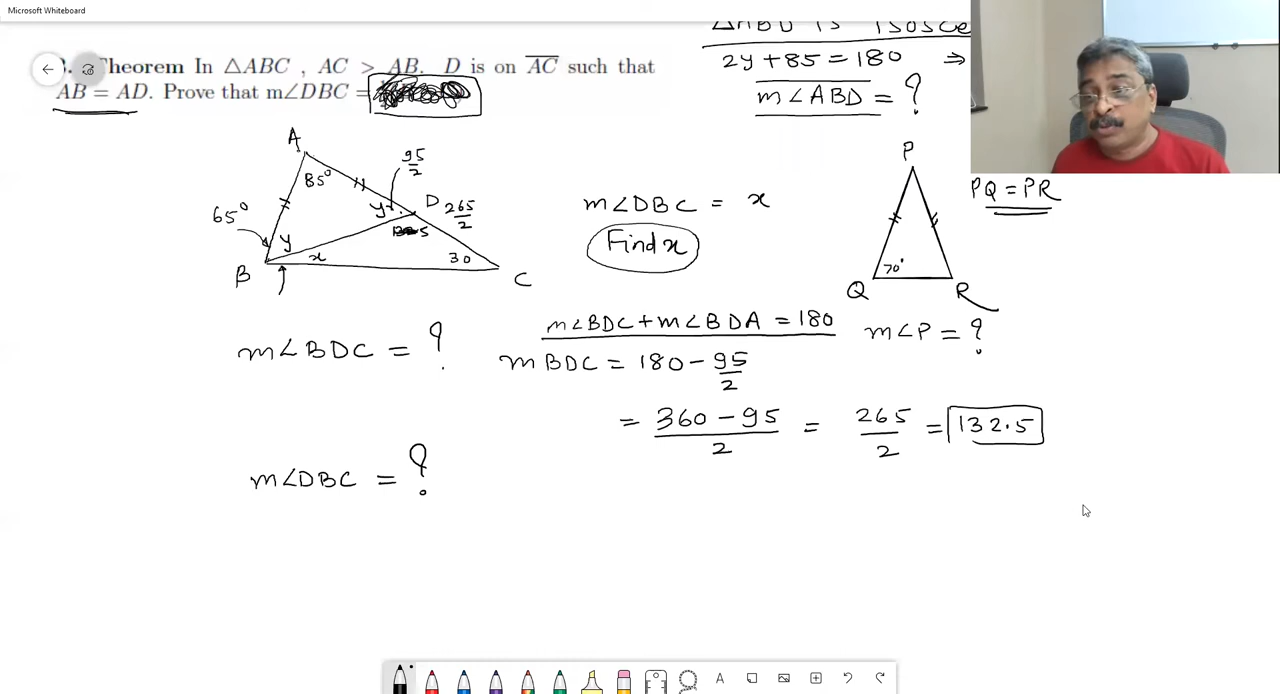 Microsoft Whiteboard
2y + 85 = 180 ⇒
m∠ABD = ?
Theorem In △ABC , AC > AB. D is on AC such that
AB = AD. Prove that m∠DBC =
A
85°
95/2
65°
y
y
D
265/2
x
30
B
C
m∠DBC = x
Find x
P
PQ = PR
70°
Q
R
m∠BDC = ?
m∠BDC + m∠BDA = 180
m∠P = ?
mBDC = 180 - 95/2
= 360 - 95/2 = 265/2 = 132.5
m∠DBC = ?
A